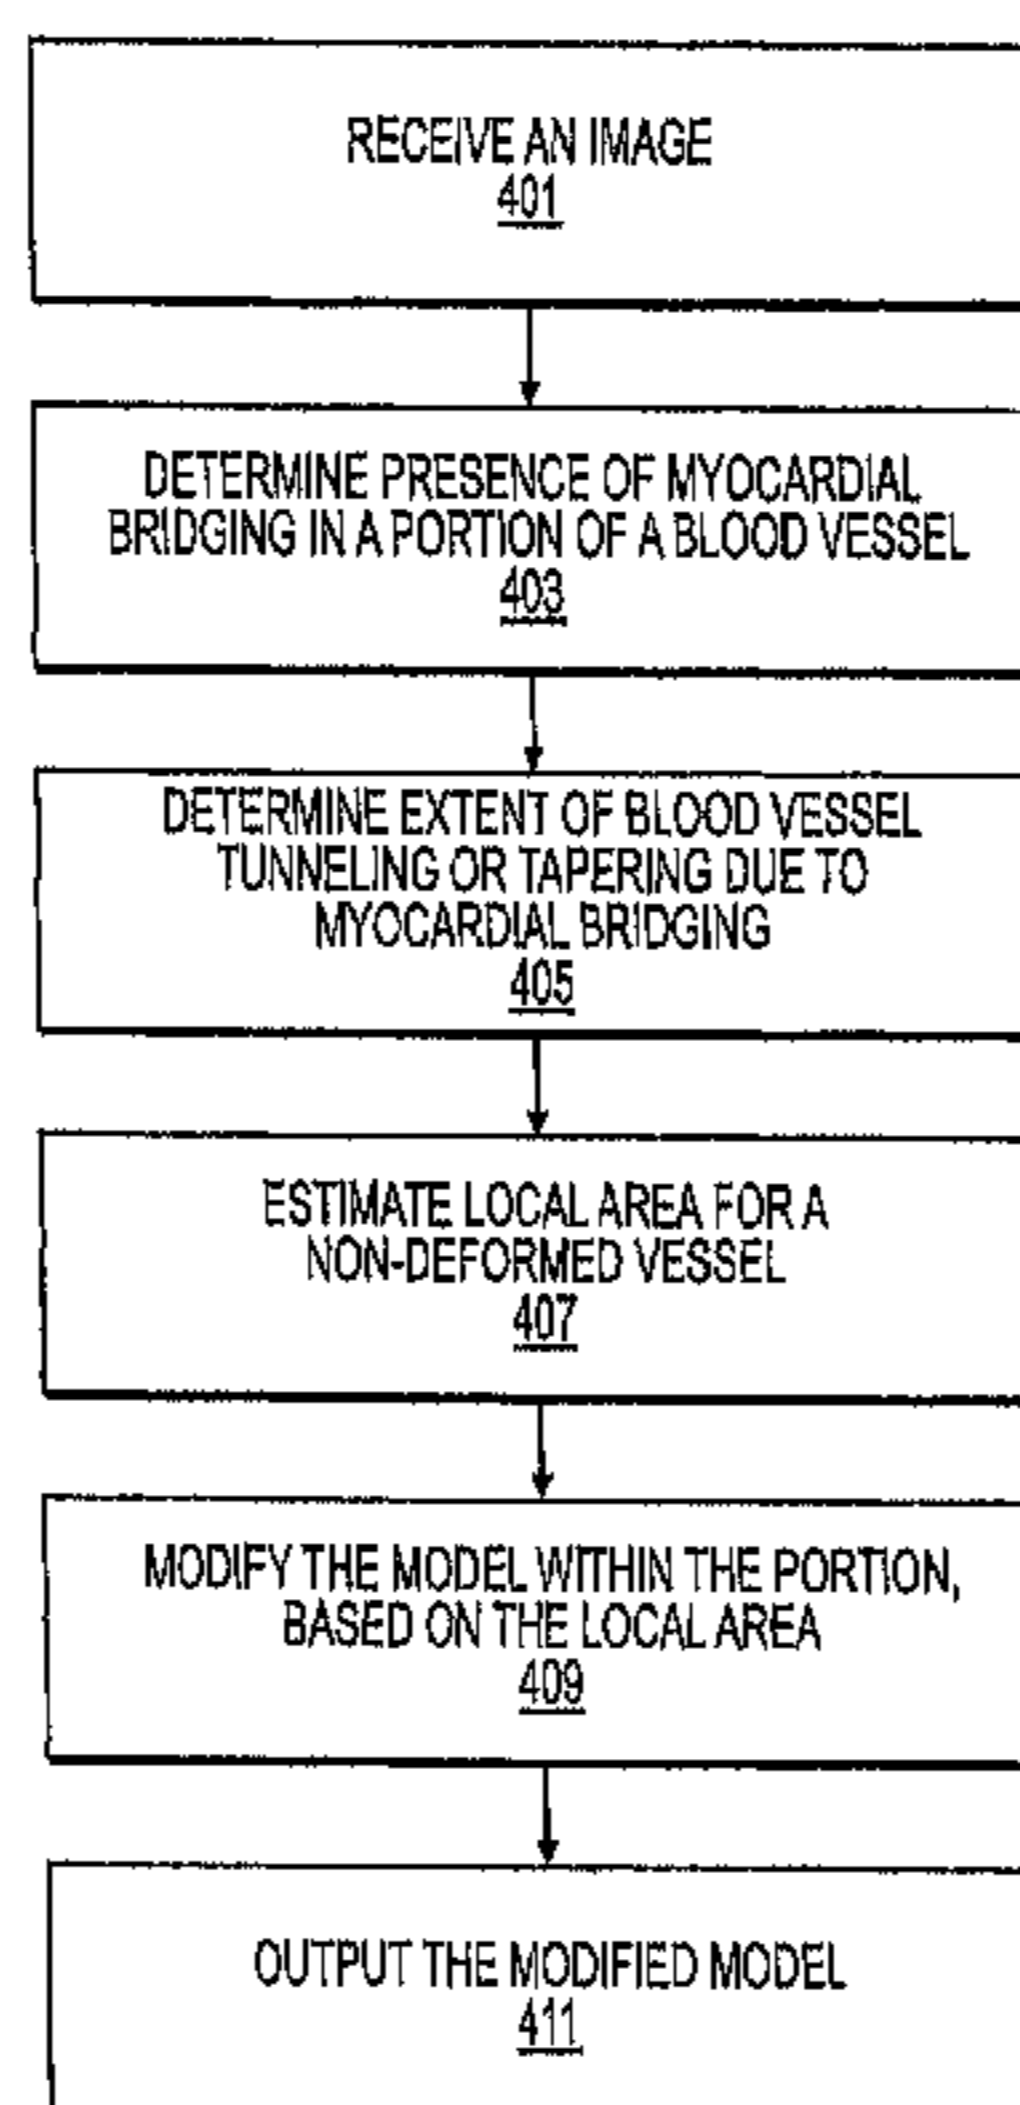 RECEIVE AN IMAGE
401
DETERMINE PRESENCE OF MYOCARDIAL
BRIDGING IN A PORTION OF A BLOOD VESSEL
403
DETERMINE EXTENT OF BLOOD VESSEL
TUNNELING OR TAPERING DUE TO
MYOCARDIAL BRIDGING
405
ESTIMATE LOCAL AREA FOR A
NON-DEFORMED VESSEL
407
MODIFY THE MODEL WITHIN THE PORTION,
BASED ON THE LOCAL AREA
409
OUTPUT THE MODIFIED MODEL
411